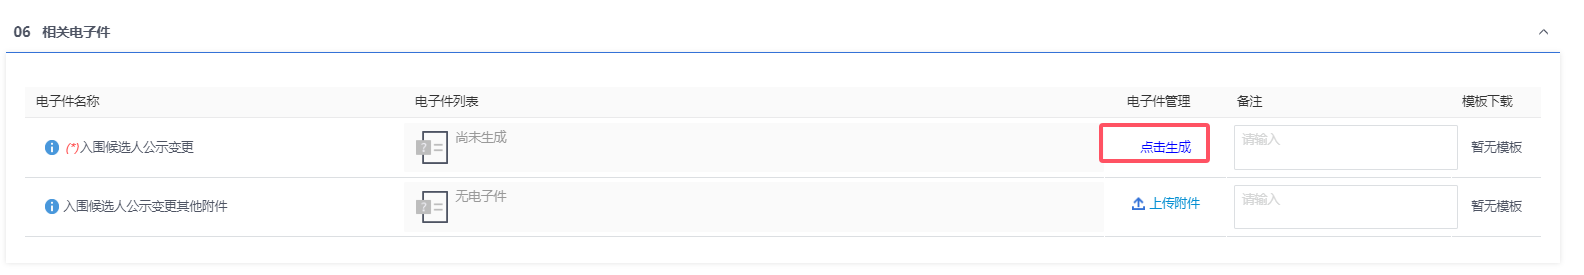 06 相关电子件
电子件名称 电子件列表 电子件管理 备注 模板下载
(*)入围候选人公示变更 尚未生成 点击生成 请输入 暂无模板
入围候选人公示变更其他附件 无电子件 上传附件 请输入 暂无模板